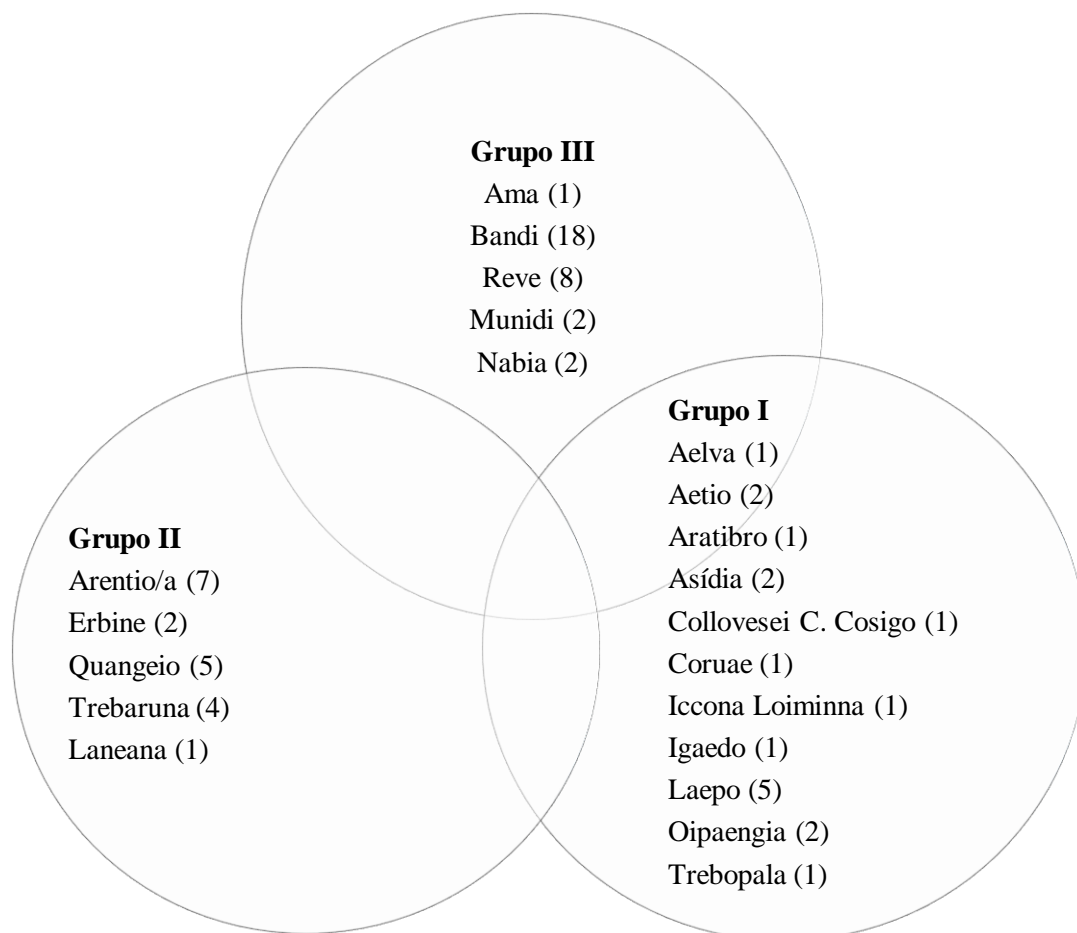 Grupo III
Ama (1)
Bandi (18)
Reve (8)
Munidi (2)
Nabia (2)
Grupo II
Arentio/a (7)
Erbine (2)
Quangeio (5)
Trebaruna (4)
Laneana (1)
Grupo I
Aelva (1)
Aetio (2)
Aratibro (1)
Asídia (2)
Collovesei C. Cosigo (1)
Coruae (1)
Iccona Loiminna (1)
Igaedo (1)
Laepo (5)
Oipaengia (2)
Trebopala (1)